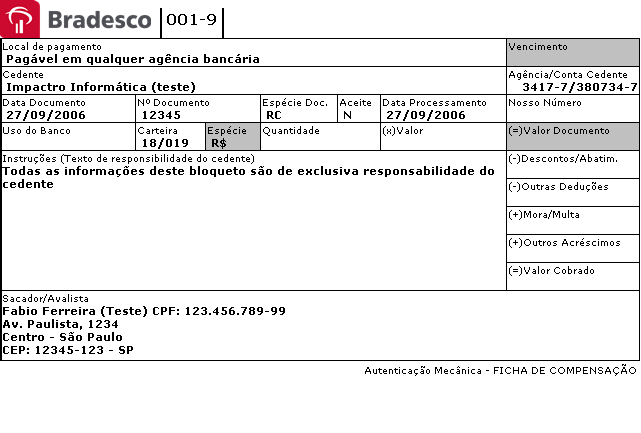 Bradesco 001-9
Local de pagamento Vencimento
Pagável em qualquer agência bancária
Cedente Agência/Conta Cedente
Impactro Informática (teste) 3417-7/380734-7
Data Documento Nº Documento Espécie Doc. Aceite Data Processamento Nosso Número
27/09/2006 12345 RC N 27/09/2006
Uso do Banco Carteira Espécie Quantidade (x)Valor (=)Valor Documento
18/019 R$
Instruções (Texto de responsabilidade do cedente) (-)Descontos/Abatim.
Todas as informações deste bloqueto são de exclusiva responsabilidade do
cedente
(-)Outras Deduções
(+)Mora/Multa
(+)Outros Acréscimos
(=)Valor Cobrado
Sacador/Avalista
Fabio Ferreira (Teste) CPF: 123.456.789-99
Av. Paulista, 1234
Centro - São Paulo
CEP: 12345-123 - SP
Autenticação Mecânica - FICHA DE COMPENSAÇÃO